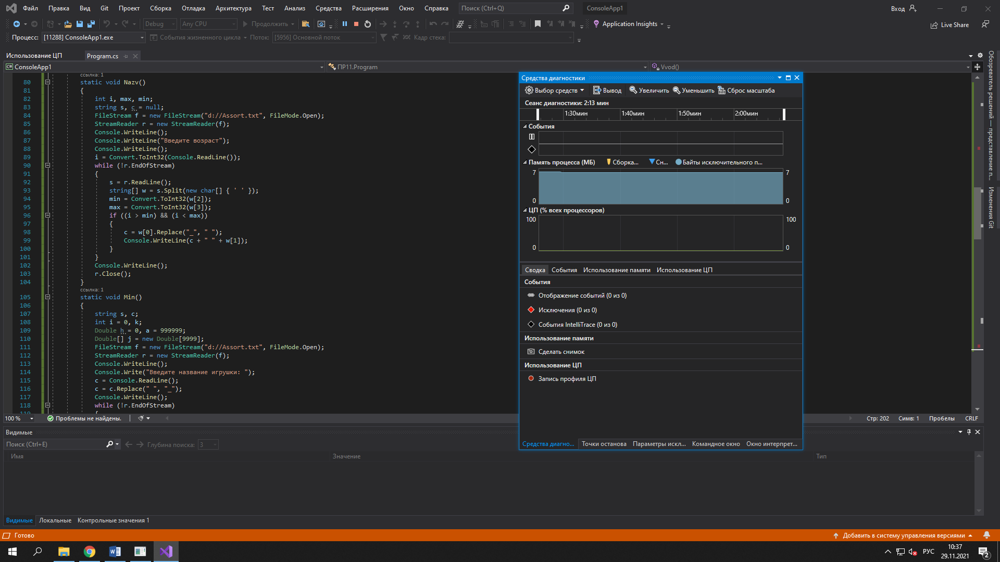 Файл Правка Вид Git Проект Сборка Отладка Архитектура Тест Анализ Средства Расширения Окно Справка Поиск (Ctrl+Q) ConsoleApp1 Вход
Debug Any CPU Продолжить Application Insights Live Share
Процесс: [11288] ConsoleApp1.exe События жизненного цикла Поток: [5956] Основной поток Кадр стека:
Использование ЦП Program.cs
ConsoleApp1 ПР11.Program Vvod()
ссылка: 1
80 static void Nazv()
81 {
82 int i, max, min;
83 string s, c = null;
84 FileStream f = new FileStream("d://Assort.txt", FileMode.Open);
85 StreamReader r = new StreamReader(f);
86 Console.WriteLine();
87 Console.WriteLine("Введите возраст");
88 Console.WriteLine();
89 i = Convert.ToInt32(Console.ReadLine());
90 while (!r.EndOfStream)
91 {
92 s = r.ReadLine();
93 string[] w = s.Split(new char[] { ' ' });
94 min = Convert.ToInt32(w[2]);
95 max = Convert.ToInt32(w[3]);
96 if ((i > min) && (i < max))
97 {
98 c = w[0].Replace("_", " ");
99 Console.WriteLine(c + " " + w[1]);
100 }
101 }
102 Console.WriteLine();
103 r.Close();
104 }
ссылка: 1
105 static void Min()
106 {
107 string s, c;
108 int i = 0, k;
109 Double h = 0, a = 999999;
110 Double[] j = new Double[9999];
111 FileStream f = new FileStream("d://Assort.txt", FileMode.Open);
112 StreamReader r = new StreamReader(f);
113 Console.WriteLine();
114 Console.Write("Введите название игрушки: ");
115 c = Console.ReadLine();
116 c = c.Replace(" ", "_");
117 Console.WriteLine();
118 while (!r.EndOfStream)
119 {
100 % Проблемы не найдены. Стр: 202 Симв: 1 Пробелы CRLF
Средства диагностики
Выбор средств Вывод Увеличить Уменьшить Сброс масштаба
Сеанс диагностики: 2:13 мин
1:30мин 1:40мин 1:50мин 2:00мин
События
Память процесса (МБ) Сборка... Сн... Байты исключительного п...
7 7
0 0
ЦП (% всех процессоров)
100 100
0 0
Сводка События Использование памяти Использование ЦП
События
Отображение событий (0 из 0)
Исключения (0 из 0)
События IntelliTrace (0 из 0)
Использование памяти
Сделать снимок
Использование ЦП
Запись профиля ЦП
Средства диагно... Точки останова Параметры искл... Командное окно Окно интерпрет...
Обозреватель решений — представление п...
Изменения Git
Видимые
Поиск (Ctrl+E) Глубина поиска: 3
Имя Значение Тип
Видимые Локальные Контрольные значения 1
Готово Добавить в систему управления версиями
РУС 10:37
29.11.2021 2